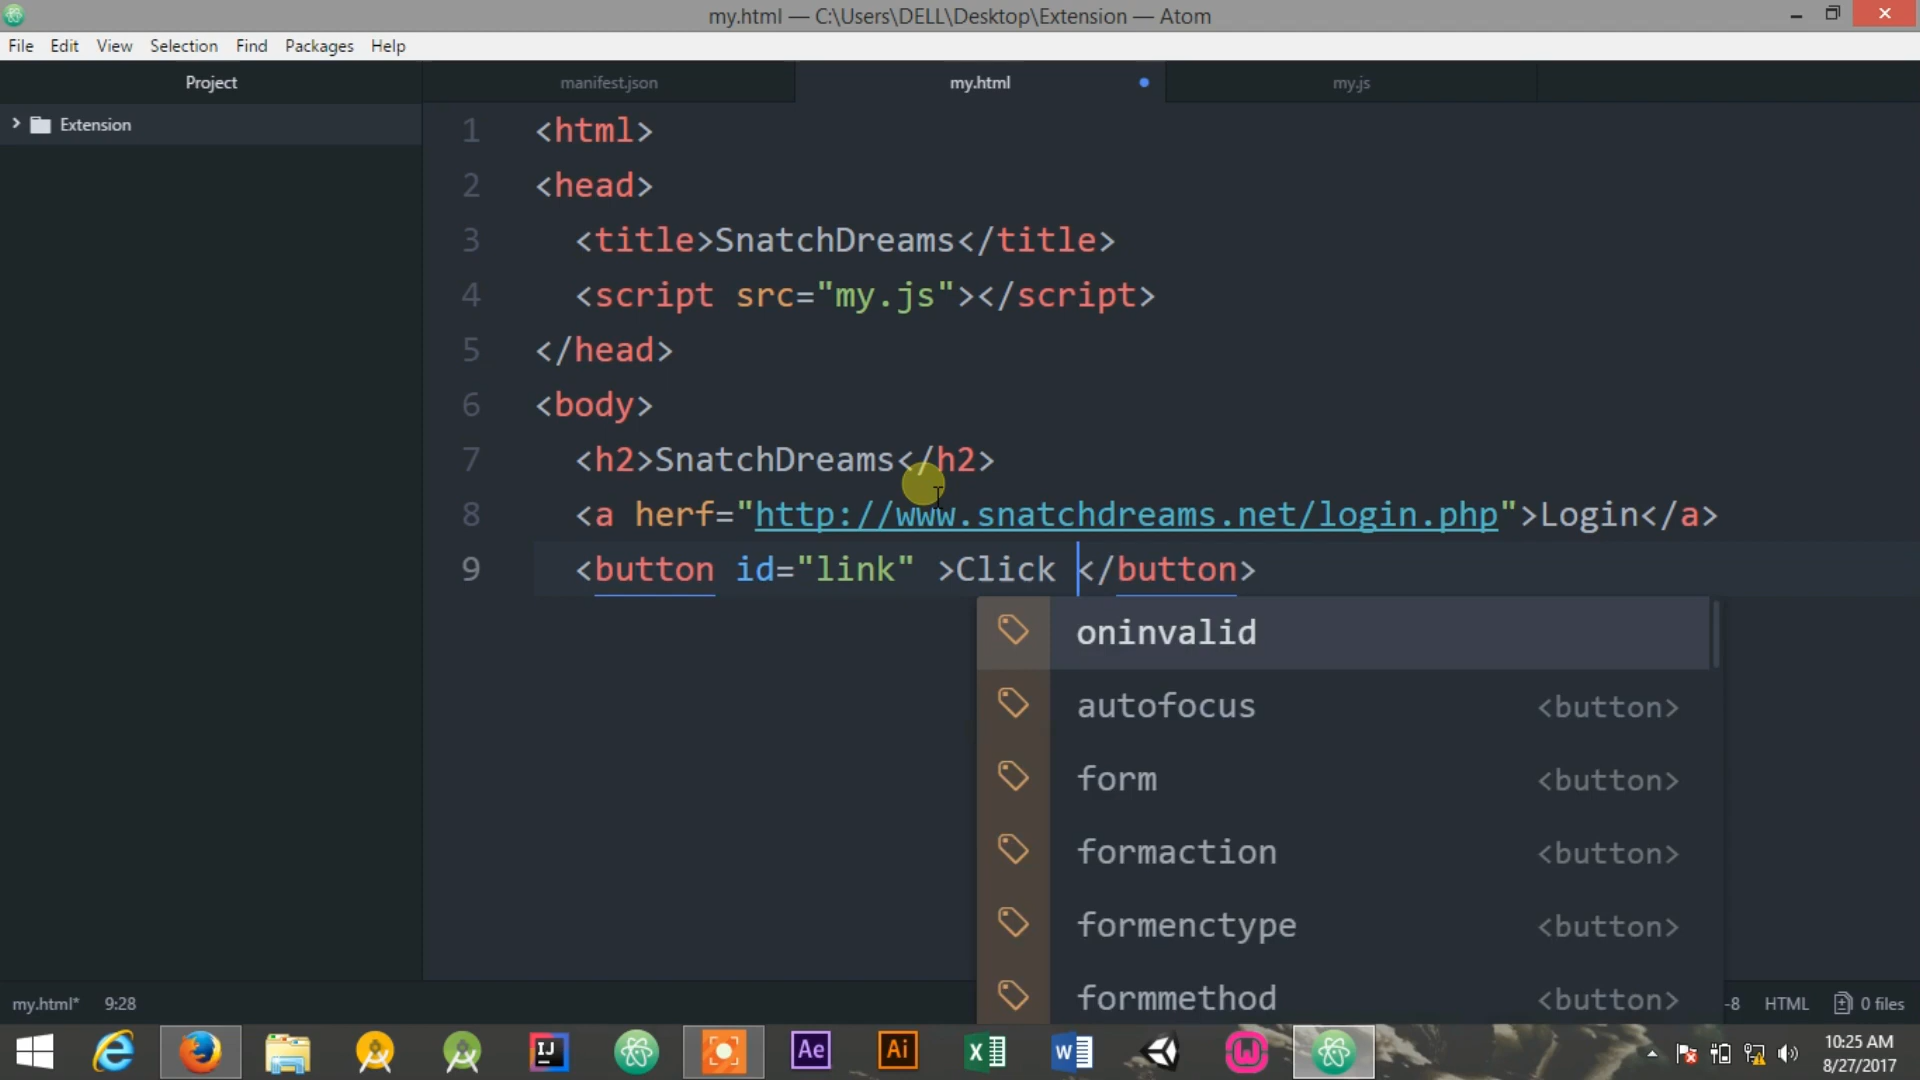 my.html — C:\Users\DELL\Desktop\Extension — Atom
File Edit View Selection Find Packages Help
Project
manifest.json
my.html
my.js
Extension
1 <html>
2 <head>
3 <title>SnatchDreams</title>
4 <script src="my.js"></script>
5 </head>
6 <body>
7 <h2>SnatchDreams</h2>
8 <a herf="http://www.snatchdreams.net/login.php">Login</a>
9 <button id="link" >Click </button>
oninvalid
autofocus <button>
form <button>
formaction <button>
formenctype <button>
formmethod <button>
my.html* 9:28
-8 HTML 0 files
IJ
Ae
Ai
X
W
10:25 AM
8/27/2017